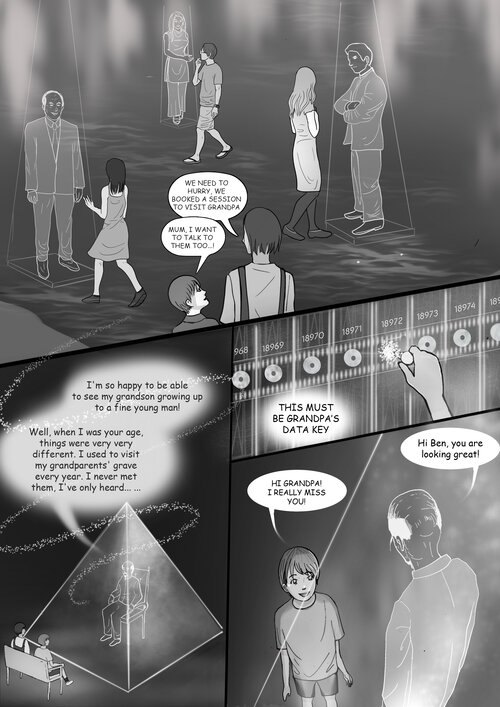 WE NEED TO
HURRY, WE
BOOKED A SESSION
TO VISIT GRANDPA
MUM, I WANT
TO TALK TO
THEM TOO...!
968
18969
18970
18971
18972
18973
18974
THIS MUST
BE GRANDPA'S
DATA KEY
HI GRANDPA!
I REALLY MISS
YOU!
Hi Ben, you are
looking great!
I'm so happy to be able
to see my grandson growing up
to a fine young man!
Well, when I was your age,
things were very very
different. I used to visit
my grandparents' grave
every year. I never met
them, I've only heard... ...